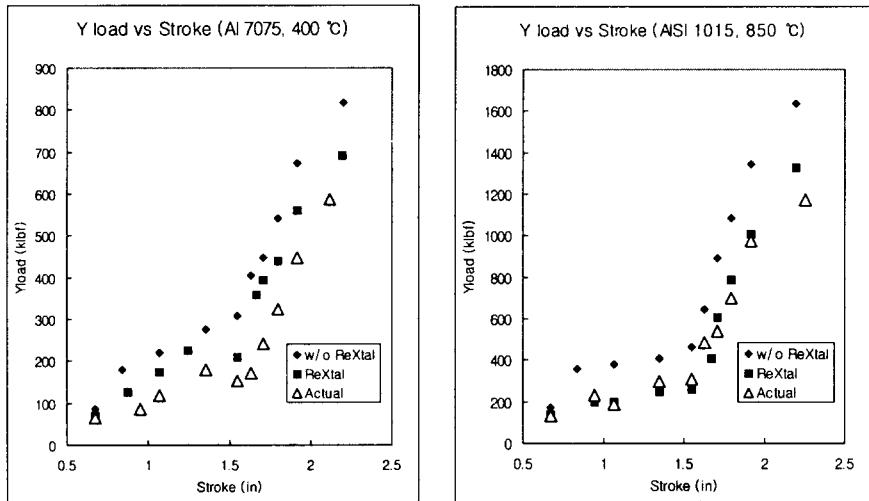 Y load vs Stroke (Al 7075, 400 ℃)
900
800
700
600
500
400
300
200
100
0
Yload (klbf)
0.5
1
1.5
2
2.5
Stroke (in)
w/o ReXtal
ReXtal
Actual
Y load vs Stroke (AISI 1015, 850 ℃)
1800
1600
1400
1200
1000
800
600
400
200
0
Yload (klbf)
0.5
1
1.5
2
2.5
Stroke (in)
w/o ReXtal
ReXtal
Actual